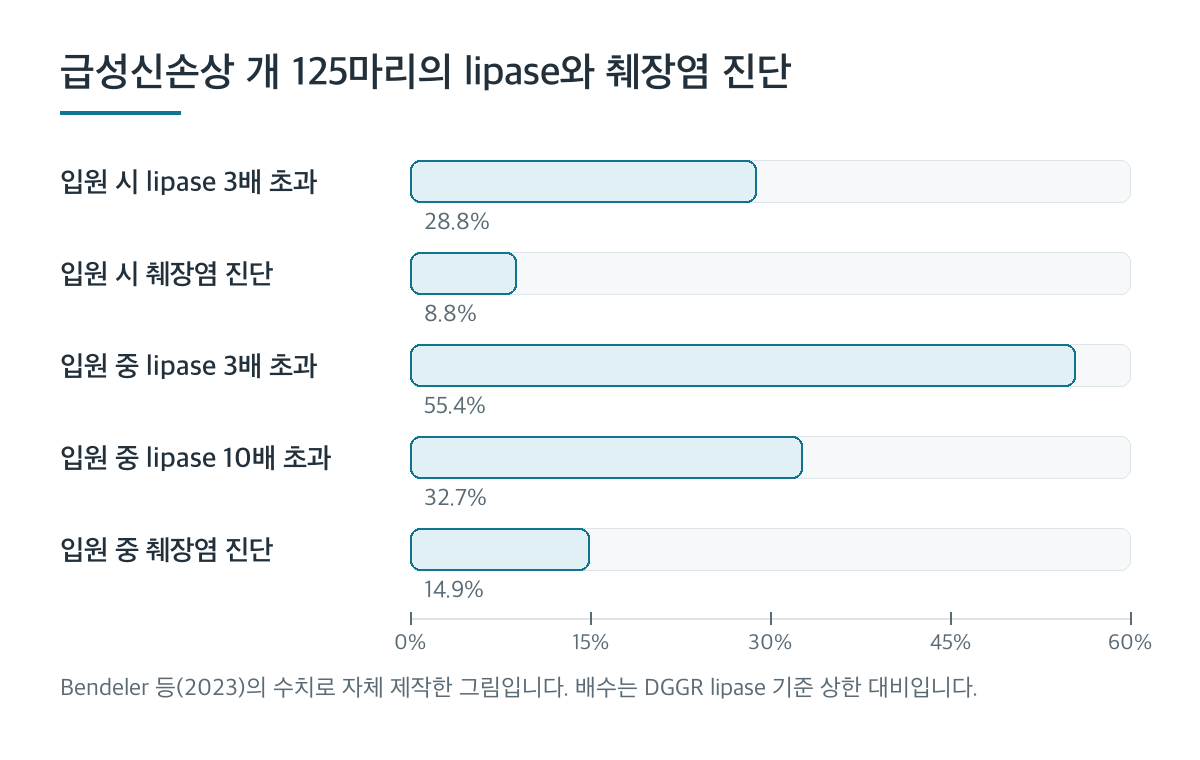 급성신손상 개 125마리의 lipase와 췌장염 진단
입원 시 lipase 3배 초과
28.8%
입원 시 췌장염 진단
8.8%
입원 중 lipase 3배 초과
55.4%
입원 중 lipase 10배 초과
32.7%
입원 중 췌장염 진단
14.9%
0% 15% 30% 45% 60%
Bendeler 등(2023)의 수치로 자체 제작한 그림입니다. 배수는 DGGR lipase 기준 상한 대비입니다.